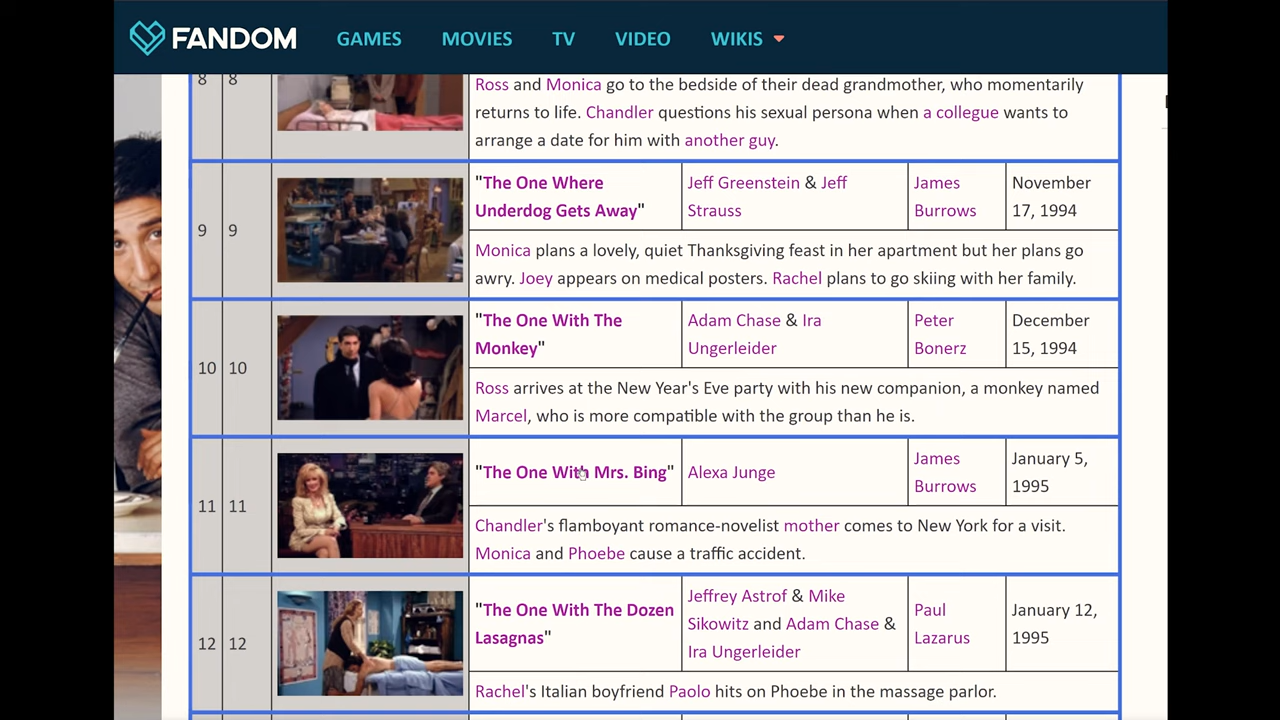 FANDOM GAMES MOVIES TV VIDEO WIKIS
8 8
Ross and Monica go to the bedside of their dead grandmother, who momentarily
returns to life. Chandler questions his sexual persona when a collegue wants to
arrange a date for him with another guy.
9 9
"The One Where
Underdog Gets Away"
Jeff Greenstein & Jeff
Strauss
James
Burrows
November
17, 1994
Monica plans a lovely, quiet Thanksgiving feast in her apartment but her plans go
awry. Joey appears on medical posters. Rachel plans to go skiing with her family.
10 10
"The One With The
Monkey"
Adam Chase & Ira
Ungerleider
Peter
Bonerz
December
15, 1994
Ross arrives at the New Year's Eve party with his new companion, a monkey named
Marcel, who is more compatible with the group than he is.
11 11
"The One With Mrs. Bing"
Alexa Junge
James
Burrows
January 5,
1995
Chandler's flamboyant romance-novelist mother comes to New York for a visit.
Monica and Phoebe cause a traffic accident.
12 12
"The One With The Dozen
Lasagnas"
Jeffrey Astrof & Mike
Sikowitz and Adam Chase &
Ira Ungerleider
Paul
Lazarus
January 12,
1995
Rachel's Italian boyfriend Paolo hits on Phoebe in the massage parlor.